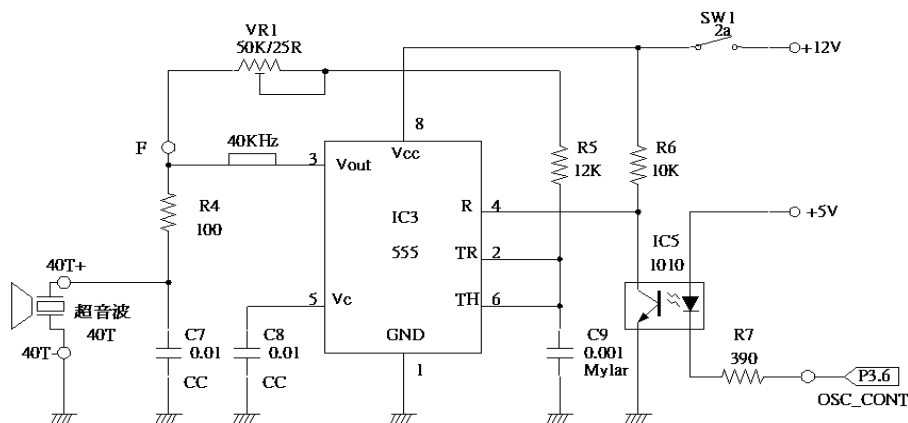 VR1
50K/25R
SW1
2a
+12V
F
40KHz
8
Vcc
3
Vout
R5
12K
R6
10K
R4
100
R
4
IC3
555
+5V
IC5
1010
TR
2
40T+
超音波
40T
40T-
5
Vc
TH
6
GND
1
C7
0.01
CC
C8
0.01
CC
C9
0.001
Mylar
R7
390
P3.6
OSC_CONT